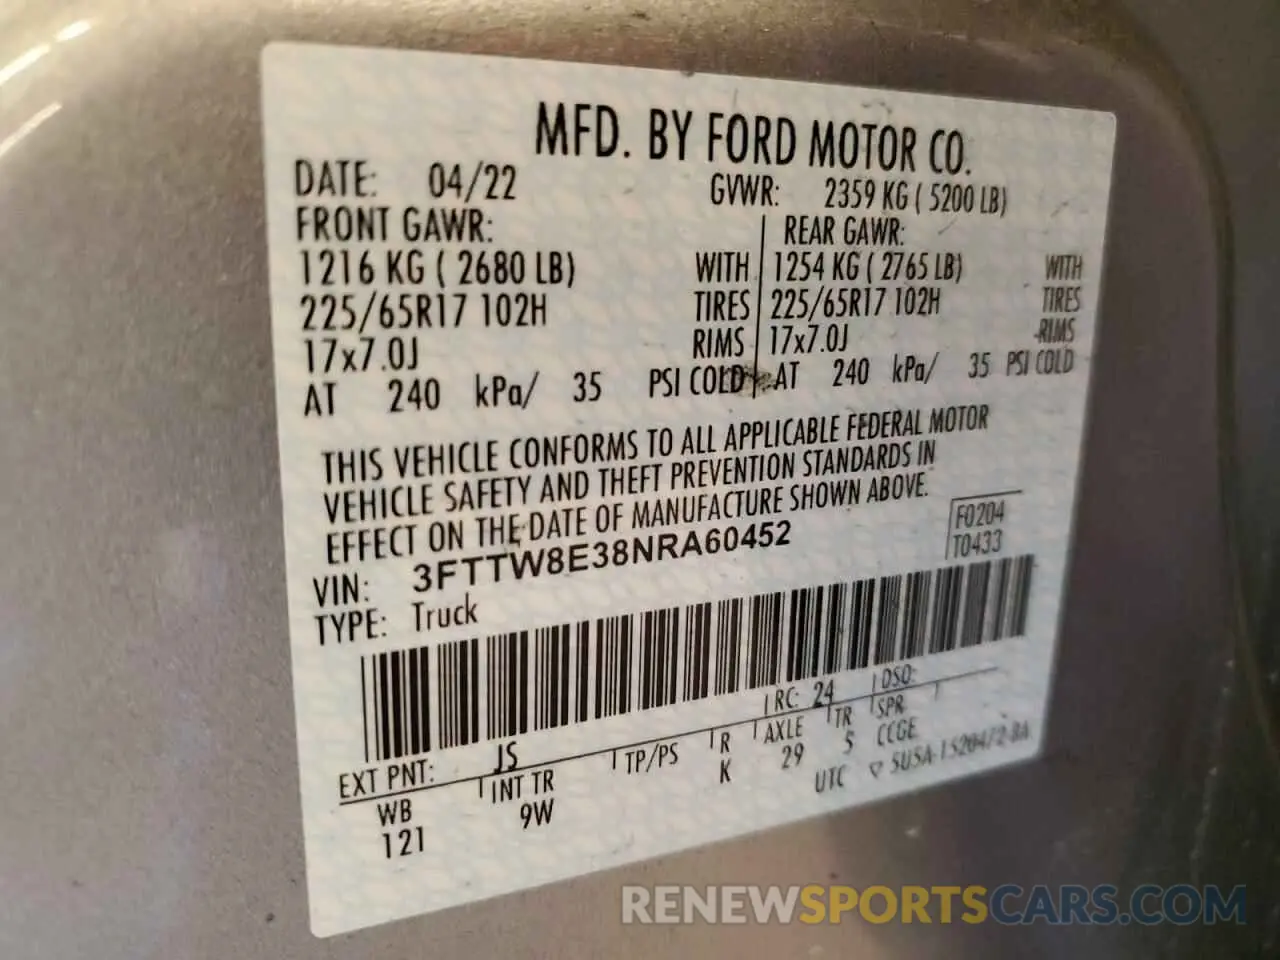 MFD. BY FORD MOTOR CO.
DATE: 04/22 GVWR: 2359 KG ( 5200 LB)
FRONT GAWR: REAR GAWR:
1216 KG ( 2680 LB) WITH 1254 KG ( 2765 LB) WITH
225/65R17 102H TIRES 225/65R17 102H TIRES
17x7.0J RIMS 17x7.0J RIMS
AT 240 kPa/ 35 PSI COLD AT 240 kPa/ 35 PSI COLD
THIS VEHICLE CONFORMS TO ALL APPLICABLE FEDERAL MOTOR
VEHICLE SAFETY AND THEFT PREVENTION STANDARDS IN
EFFECT ON THE DATE OF MANUFACTURE SHOWN ABOVE.
F0204
T0433
VIN: 3FTTW8E38NRA60452
TYPE: Truck
EXT PNT: JS RC: 24 DSO:
WB INT TR TP/PS R AXLE TR SPR
121 9W K 29 5 CCGE
UTC
RENEWSPORTSCARS.COM